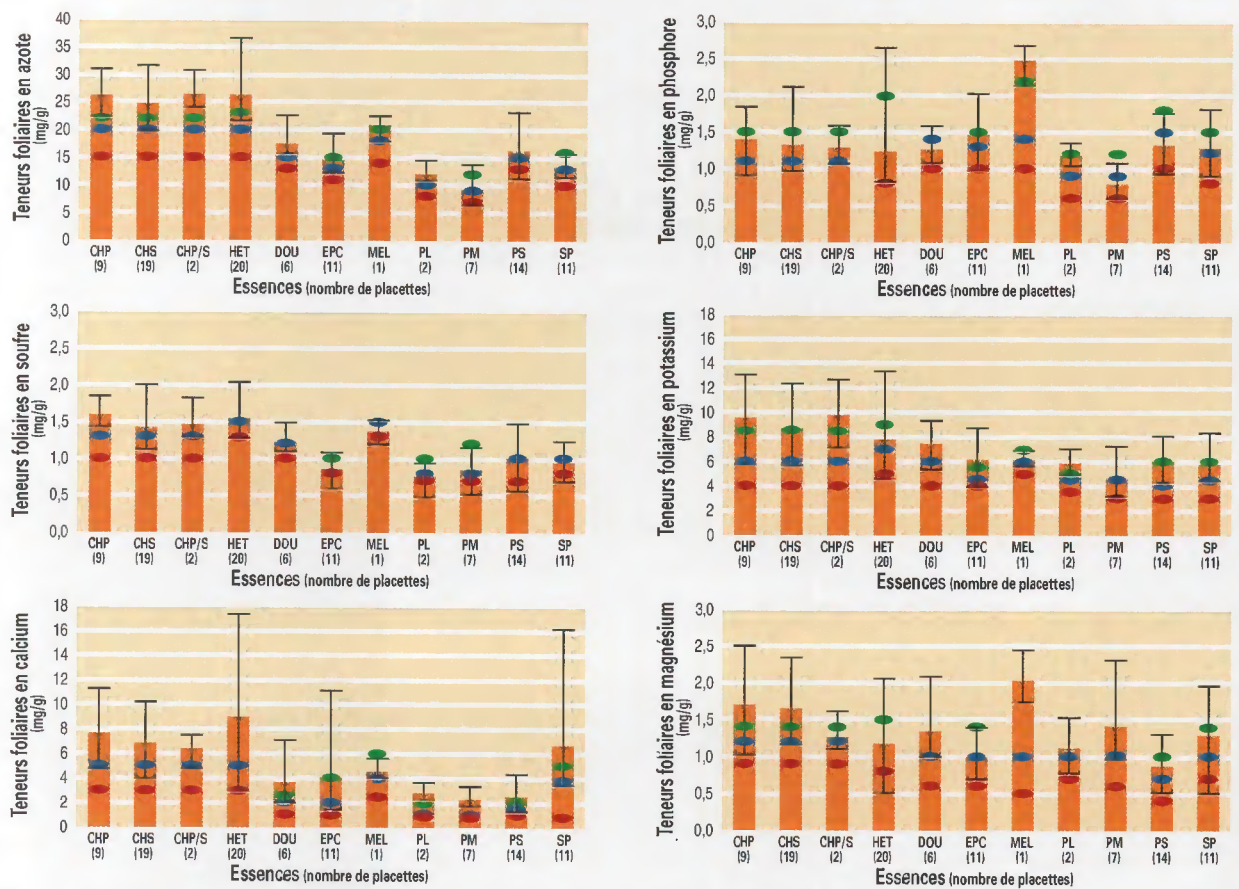 Teneurs foliaires en azote
(mg/g)
40
35
30
25
20
15
10
5
0
CHP CHS CHP/S HET DOU EPC MEL PL PM PS SP
(9) (19) (2) (20) (6) (11) (1) (2) (7) (14) (11)
Essences (nombre de placettes)
Teneurs foliaires en phosphore
(mg/g)
3,0
2,5
2,0
1,5
1,0
0,5
0,0
CHP CHS CHP/S HET DOU EPC MEL PL PM PS SP
(9) (19) (2) (20) (6) (11) (1) (2) (7) (14) (11)
Essences (nombre de placettes)
Teneurs foliaires en soufre
(mg/g)
3,0
2,5
2,0
1,5
1,0
0,5
0,0
CHP CHS CHP/S HET DOU EPC MEL PL PM PS SP
(9) (19) (2) (20) (6) (11) (1) (2) (7) (14) (11)
Essences (nombre de placettes)
Teneurs foliaires en potassium
(mg/g)
18
16
14
12
10
8
6
4
2
0
CHP CHS CHP/S HET DOU EPC MEL PL PM PS SP
(9) (19) (2) (20) (6) (11) (1) (2) (7) (14) (11)
Essences (nombre de placettes)
Teneurs foliaires en calcium
(mg/g)
18
16
14
12
10
8
6
4
2
0
CHP CHS CHP/S HET DOU EPC MEL PL PM PS SP
(9) (19) (2) (20) (6) (11) (1) (2) (7) (14) (11)
Essences (nombre de placettes)
Teneurs foliaires en magnésium
(mg/g)
3,0
2,5
2,0
1,5
1,0
0,5
0,0
CHP CHS CHP/S HET DOU EPC MEL PL PM PS SP
(9) (19) (2) (20) (6) (11) (1) (2) (7) (14) (11)
Essences (nombre de placettes)